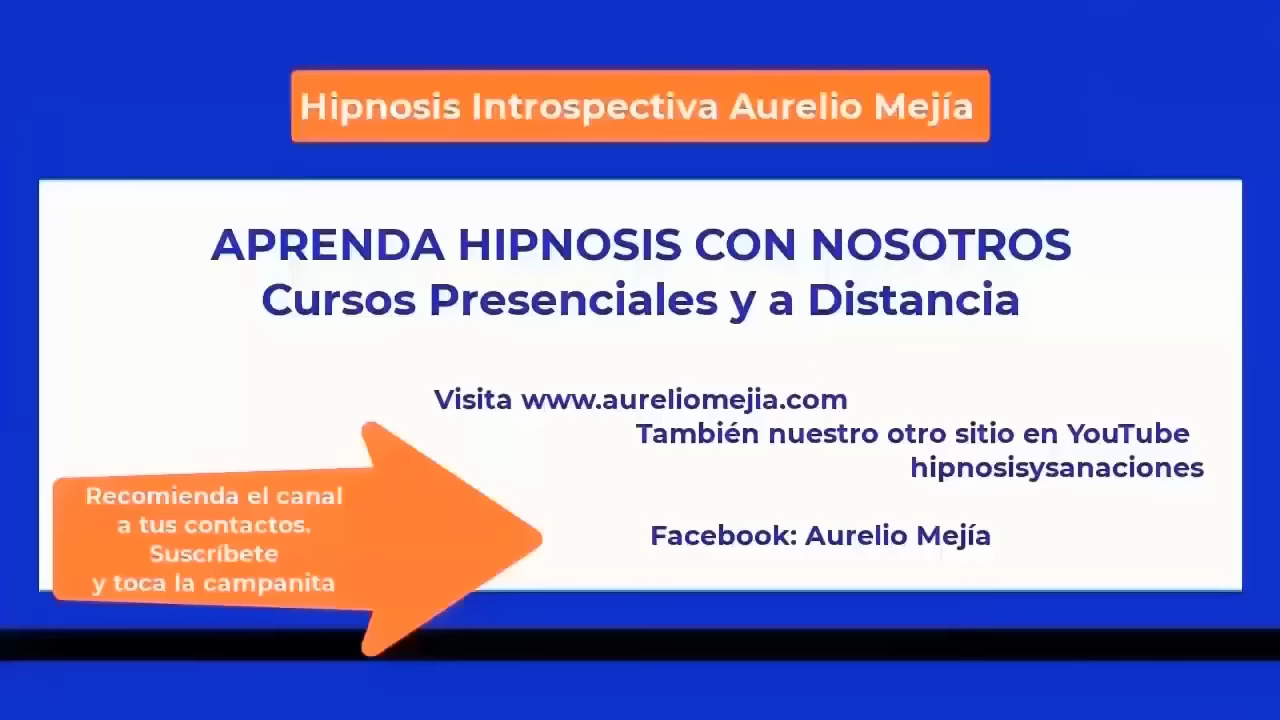 Hipnosis Introspectiva Aurelio Mejía
APRENDA HIPNOSIS CON NOSOTROS
Cursos Presenciales y a Distancia
Visita www.aureliomejia.com
También nuestro otro sitio en YouTube
hipnosisysanaciones
Facebook: Aurelio Mejía
Recomienda el canal
a tus contactos.
Suscríbete
y toca la campanita